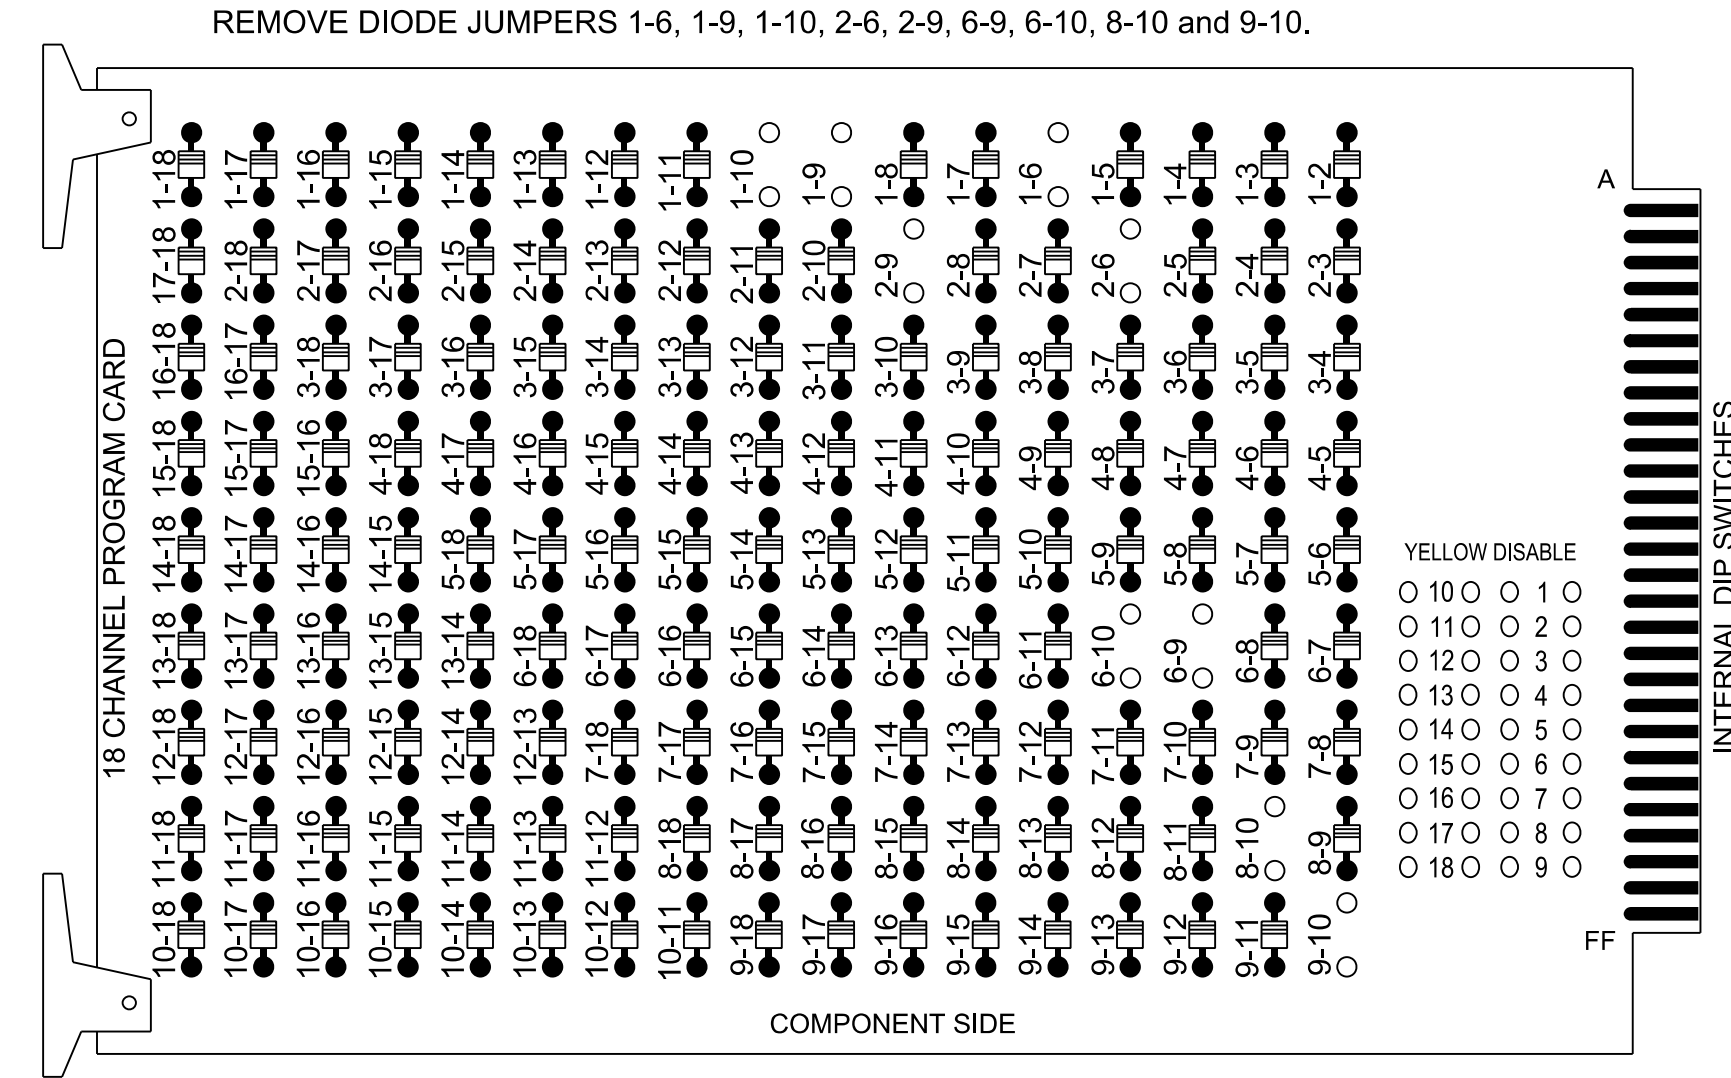 REMOVE DIODE JUMPERS 1-6, 1-9, 1-10, 2-6, 2-9, 6-9, 6-10, 8-10 and 9-10.
18 CHANNEL PROGRAM CARD
1-18 1-17 1-16 1-15 1-14 1-13 1-12 1-11 1-10 1-9 1-8 1-7 1-6 1-5 1-4 1-3 1-2
17-18 2-18 2-17 2-16 2-15 2-14 2-13 2-12 2-11 2-10 2-9 2-8 2-7 2-6 2-5 2-4 2-3
16-18 16-17 3-18 3-17 3-16 3-15 3-14 3-13 3-12 3-11 3-10 3-9 3-8 3-7 3-6 3-5 3-4
15-18 15-17 15-16 4-18 4-17 4-16 4-15 4-14 4-13 4-12 4-11 4-10 4-9 4-8 4-7 4-6 4-5
14-18 14-17 14-16 14-15 5-18 5-17 5-16 5-15 5-14 5-13 5-12 5-11 5-10 5-9 5-8 5-7 5-6
13-18 13-17 13-16 13-15 13-14 6-18 6-17 6-16 6-15 6-14 6-13 6-12 6-11 6-10 6-9 6-8 6-7
12-18 12-17 12-16 12-15 12-14 12-13 7-18 7-17 7-16 7-15 7-14 7-13 7-12 7-11 7-10 7-9 7-8
11-18 11-17 11-16 11-15 11-14 11-13 11-12 8-18 8-17 8-16 8-15 8-14 8-13 8-12 8-11 8-10 8-9
10-18 10-17 10-16 10-15 10-14 10-13 10-12 10-11 9-18 9-17 9-16 9-15 9-14 9-13 9-12 9-11 9-10
A
YELLOW DISABLE
10 1
11 2
12 3
13 4
14 5
15 6
16 7
17 8
18 9
FF
INTERNAL DIP SWITCHES
COMPONENT SIDE